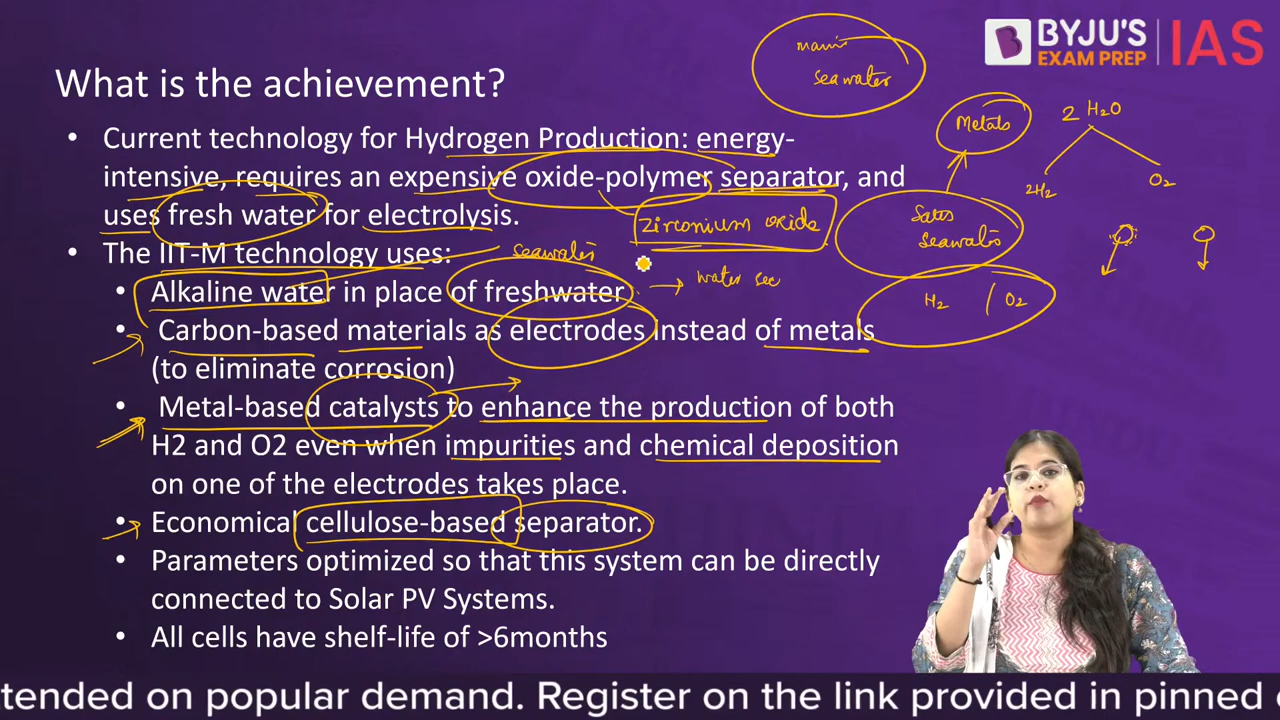 BYJU'S
EXAM PREP
IAS
seawater
What is the achievement?
Metals
2 H₂O
2H₂
O₂
• Current technology for Hydrogen Production: energy-
intensive, requires an expensive oxide-polymer separator, and
uses fresh water for electrolysis.
Zirconium oxide
seawater
• The IIT-M technology uses:
• Alkaline water in place of freshwater
→ water sec
H₂ / O₂
• Carbon-based materials as electrodes instead of metals
(to eliminate corrosion)
• Metal-based catalysts to enhance the production of both
H2 and O2 even when impurities and chemical deposition
on one of the electrodes takes place.
• Economical cellulose-based separator.
• Parameters optimized so that this system can be directly
connected to Solar PV Systems.
• All cells have shelf-life of >6months
tended on popular demand. Register on the link provided in pinned